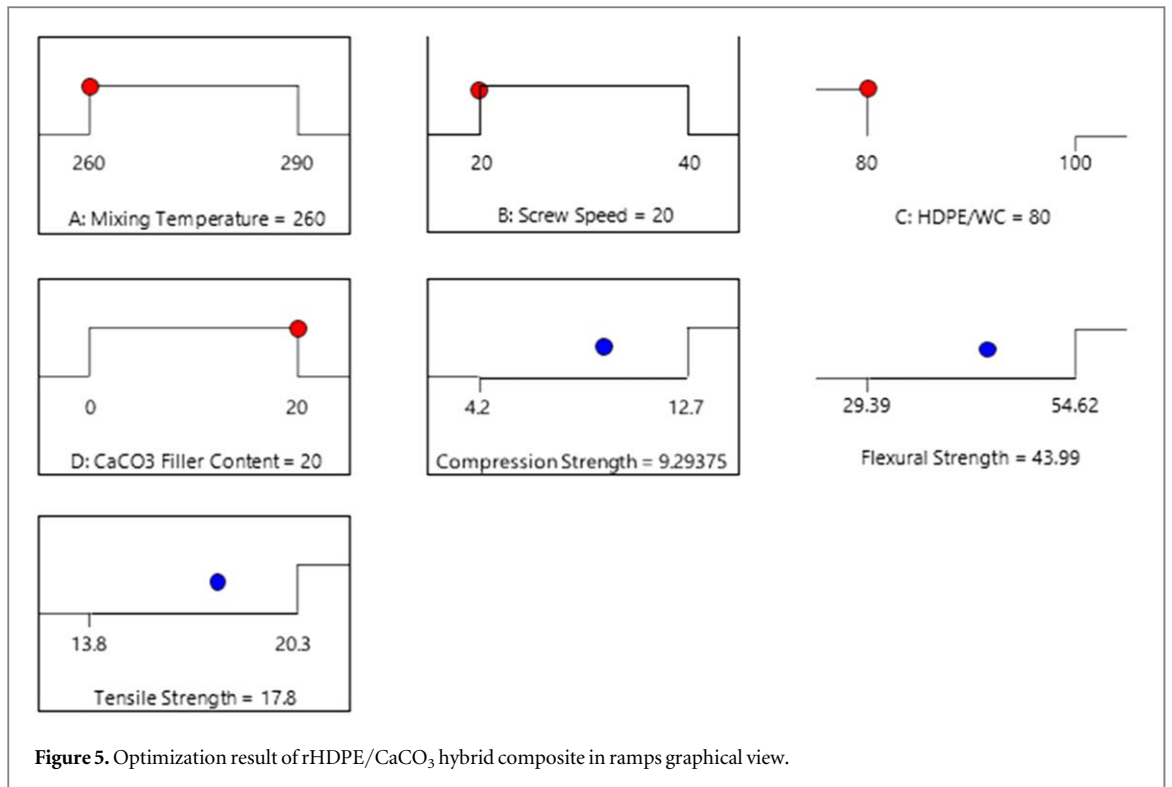 260 290
A: Mixing Temperature = 260
20 40
B: Screw Speed = 20
80 100
C: HDPE/WC = 80
0 20
D: CaCO3 Filler Content = 20
4.2 12.7
Compression Strength = 9.29375
29.39 54.62
Flexural Strength = 43.99
13.8 20.3
Tensile Strength = 17.8
Figure 5. Optimization result of rHDPE/CaCO₃ hybrid composite in ramps graphical view.